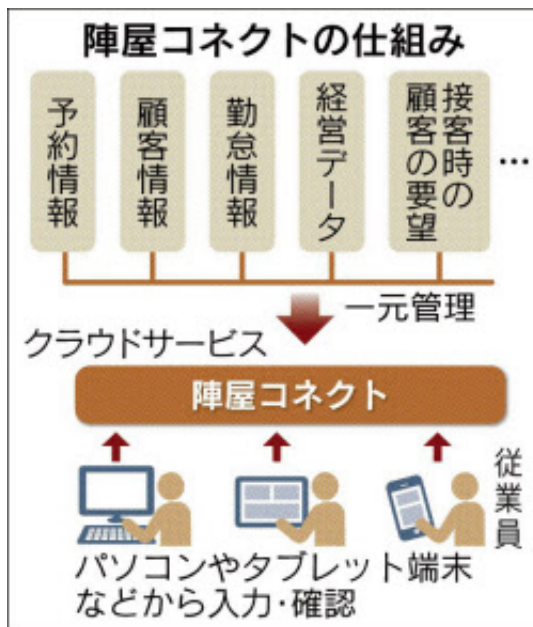 陣屋コネクトの仕組み
予約情報
顧客情報
勤怠情報
経営データ
接客時の
顧客の要望
…
一元管理
クラウドサービス
陣屋コネクト
従業員
パソコンやタブレット端末
などから入力・確認